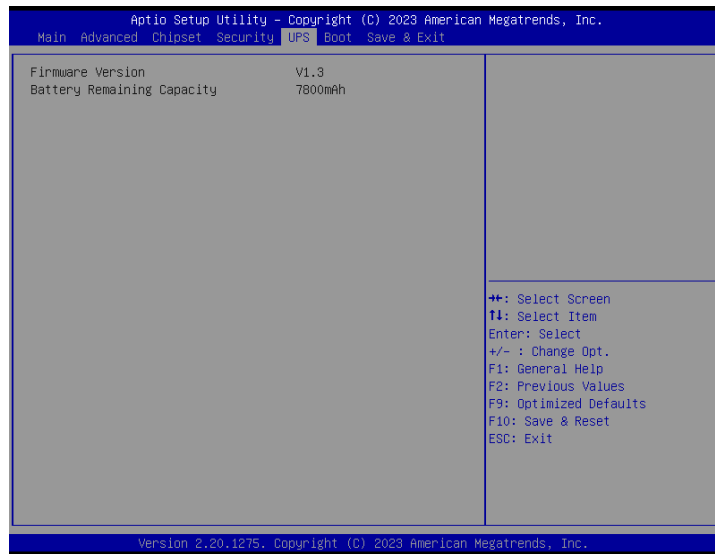 Aptio Setup Utility – Copyright (C) 2023 American Megatrends, Inc.
Main Advanced Chipset Security UPS Boot Save & Exit
Firmware Version V1.3
Battery Remaining Capacity 7800mAh
→←: Select Screen
↑↓: Select Item
Enter: Select
+/- : Change Opt.
F1: General Help
F2: Previous Values
F9: Optimized Defaults
F10: Save & Reset
ESC: Exit
Version 2.20.1275. Copyright (C) 2023 American Megatrends, Inc.